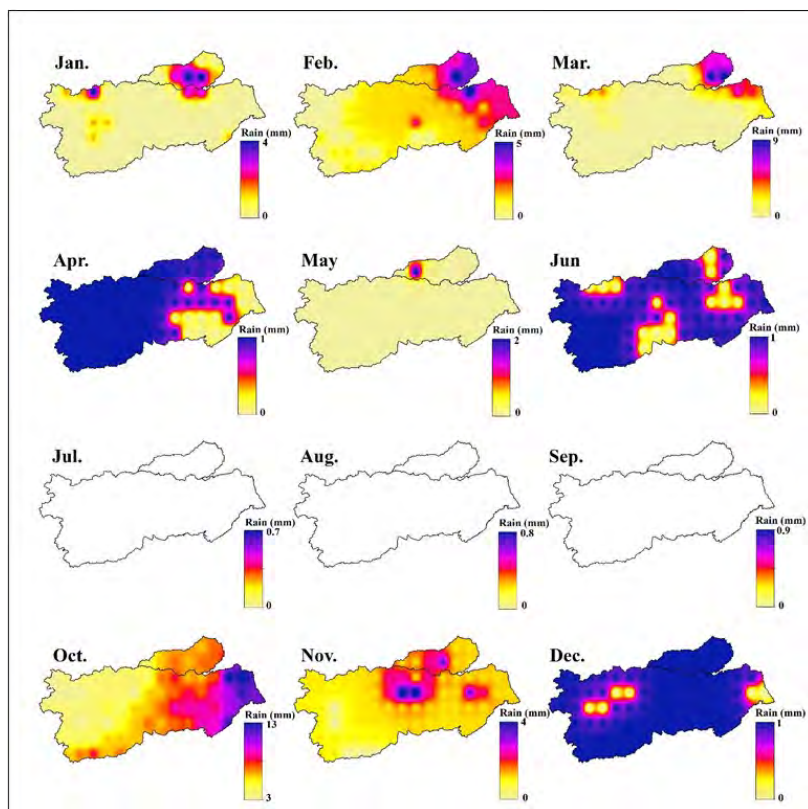 Jan.
Rain (mm)
4
0
Feb.
Rain (mm)
5
0
Mar.
Rain (mm)
9
0
Apr.
Rain (mm)
1
0
May
Rain (mm)
2
0
Jun
Rain (mm)
1
0
Jul.
Rain (mm)
0.7
0
Aug.
Rain (mm)
0.8
0
Sep.
Rain (mm)
0.9
0
Oct.
Rain (mm)
13
3
Nov.
Rain (mm)
4
0
Dec.
Rain (mm)
1
0